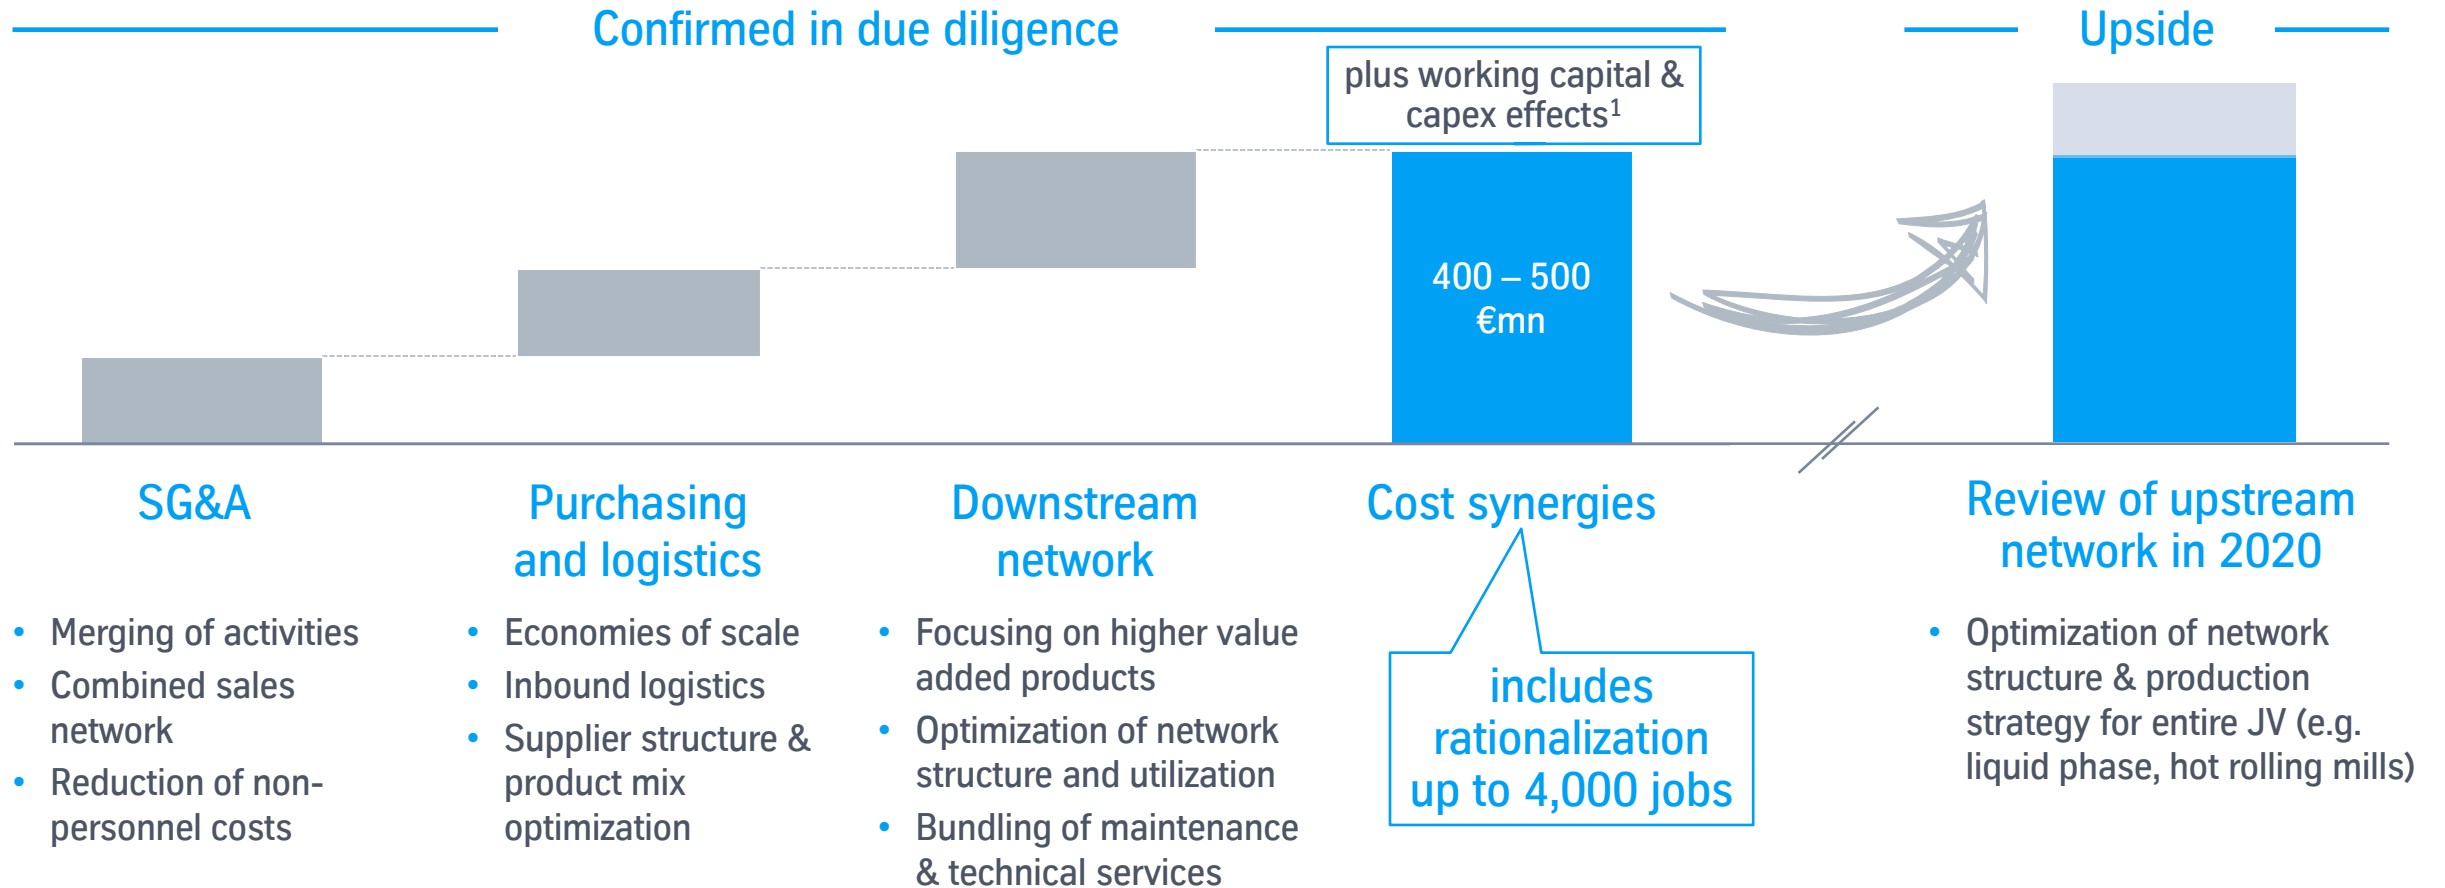 Confirmed in due diligence
Upside
plus working capital &
capex effects¹
400 – 500
€mn
SG&A
• Merging of activities
• Combined sales
network
• Reduction of non-
personnel costs
Purchasing
and logistics
• Economies of scale
• Inbound logistics
• Supplier structure &
product mix
optimization
Downstream
network
• Focusing on higher value
added products
• Optimization of network
structure and utilization
• Bundling of maintenance
& technical services
Cost synergies
includes
rationalization
up to 4,000 jobs
Review of upstream
network in 2020
• Optimization of network
structure & production
strategy for entire JV (e.g.
liquid phase, hot rolling mills)